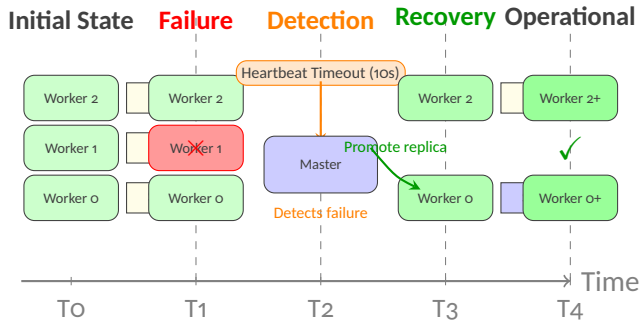 Initial State
Failure
Detection
Recovery
Operational
Heartbeat Timeout (10s)
Worker 2
Worker 2
Worker 2
Worker 2+
Worker 1
Worker 1
Master
Promote replica
Worker 0
Worker 0
Detects failure
Worker 0
Worker 0+
Time
T0
T1
T2
T3
T4